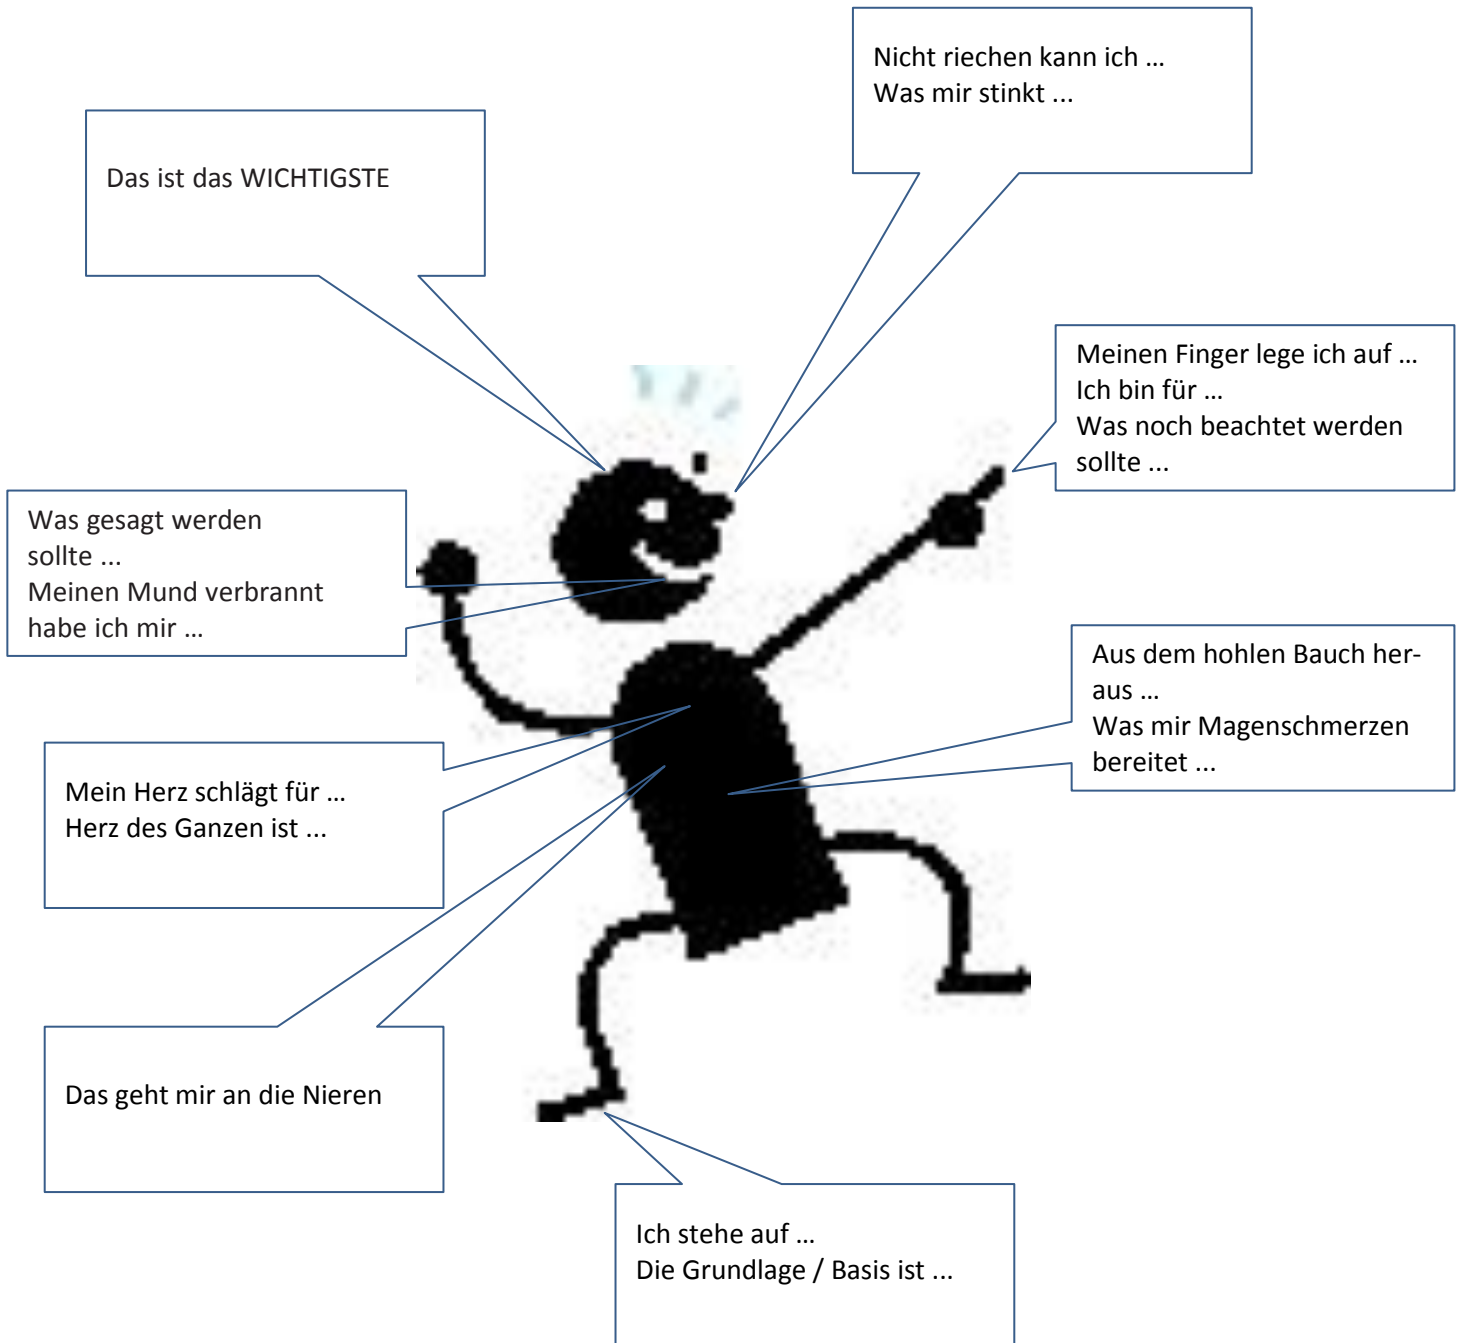 Nicht riechen kann ich …
Was mir stinkt ...
Das ist das WICHTIGSTE
Meinen Finger lege ich auf …
Ich bin für …
Was noch beachtet werden
sollte ...
Was gesagt werden
sollte ...
Meinen Mund verbrannt
habe ich mir …
Aus dem hohlen Bauch her-
aus …
Was mir Magenschmerzen
bereitet ...
Mein Herz schlägt für …
Herz des Ganzen ist ...
Das geht mir an die Nieren
Ich stehe auf …
Die Grundlage / Basis ist ...